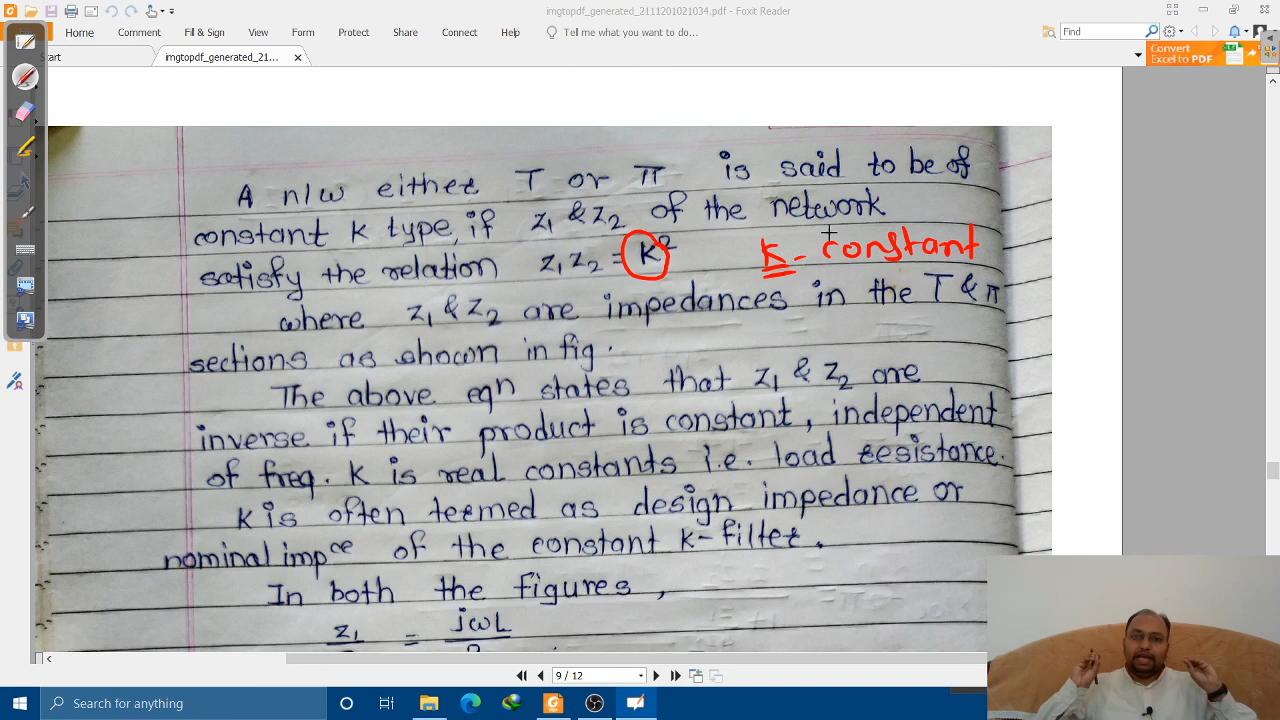 imgtopdf_generated_2111201021034.pdf - Foxit Reader
Home Comment Fill & Sign View Form Protect Share Connect Help Tell me what you want to do... Find
imgtopdf_generated_21...
Convert
Excel to PDF
A n/w either T or π is said to be of
constant k type, if z1 & z2 of the network
satisfy the relation z1 z2 = k²
k - constant
where z1 & z2 are impedances in the T & π
sections as shown in fig.
The above eqn states that z1 & z2 are
inverse if their product is constant, independent
of freq. K is real constants i.e. load resistance.
K is often teemed as design impedance or
nominal impce of the constant k-filter.
In both the figures,
z1 = jωL
9 / 12
Search for anything